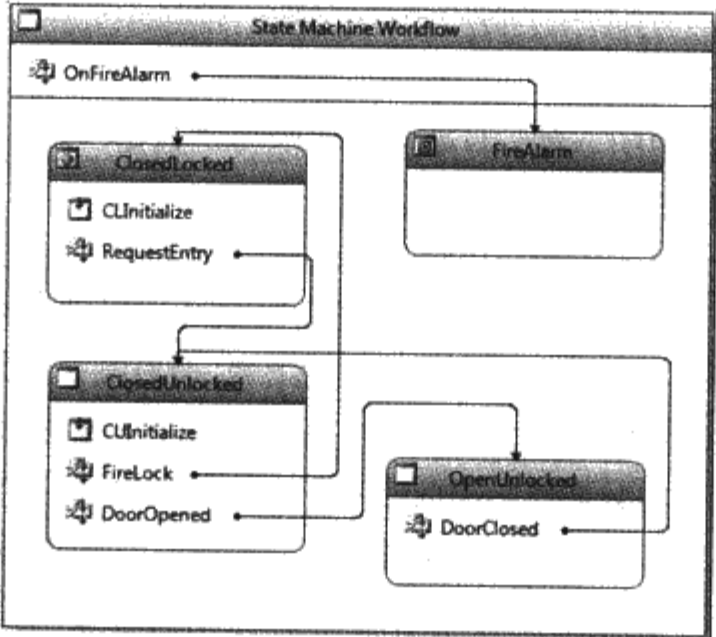 State Machine Workflow
OnFireAlarm
ClosedLocked
CLInitialize
RequestEntry
FireAlarm
ClosedUnlocked
CUInitialize
FireLock
DoorOpened
OpenUnlocked
DoorClosed